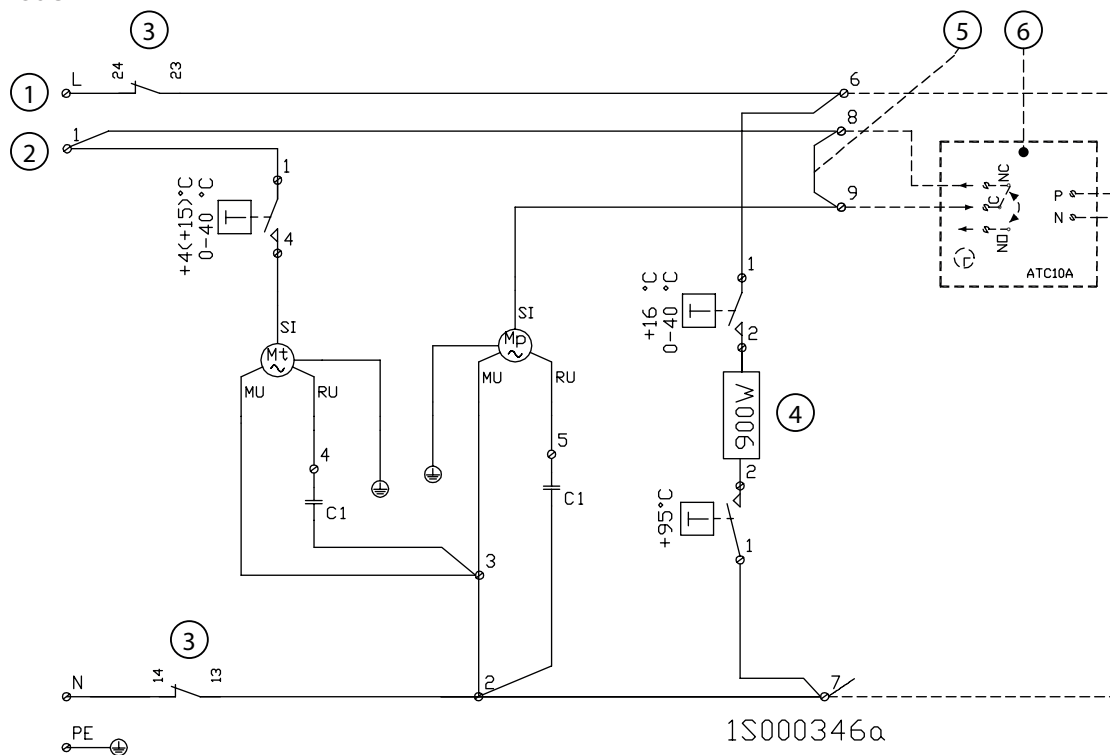 3
5
6
24
23
1
L
6
2
1
8
+4(+15)°C
0-40 °C
T
1
4
9
NC
C
NO
P
N
ATC10A
SI
Mt
MU
RU
4
C1
SI
Mp
MU
RU
5
C1
+16 °C
0-40 °C
T
1
2
900W
4
2
+95°C
T
1
3
3
N
14
13
2
7
PE
1S000346a